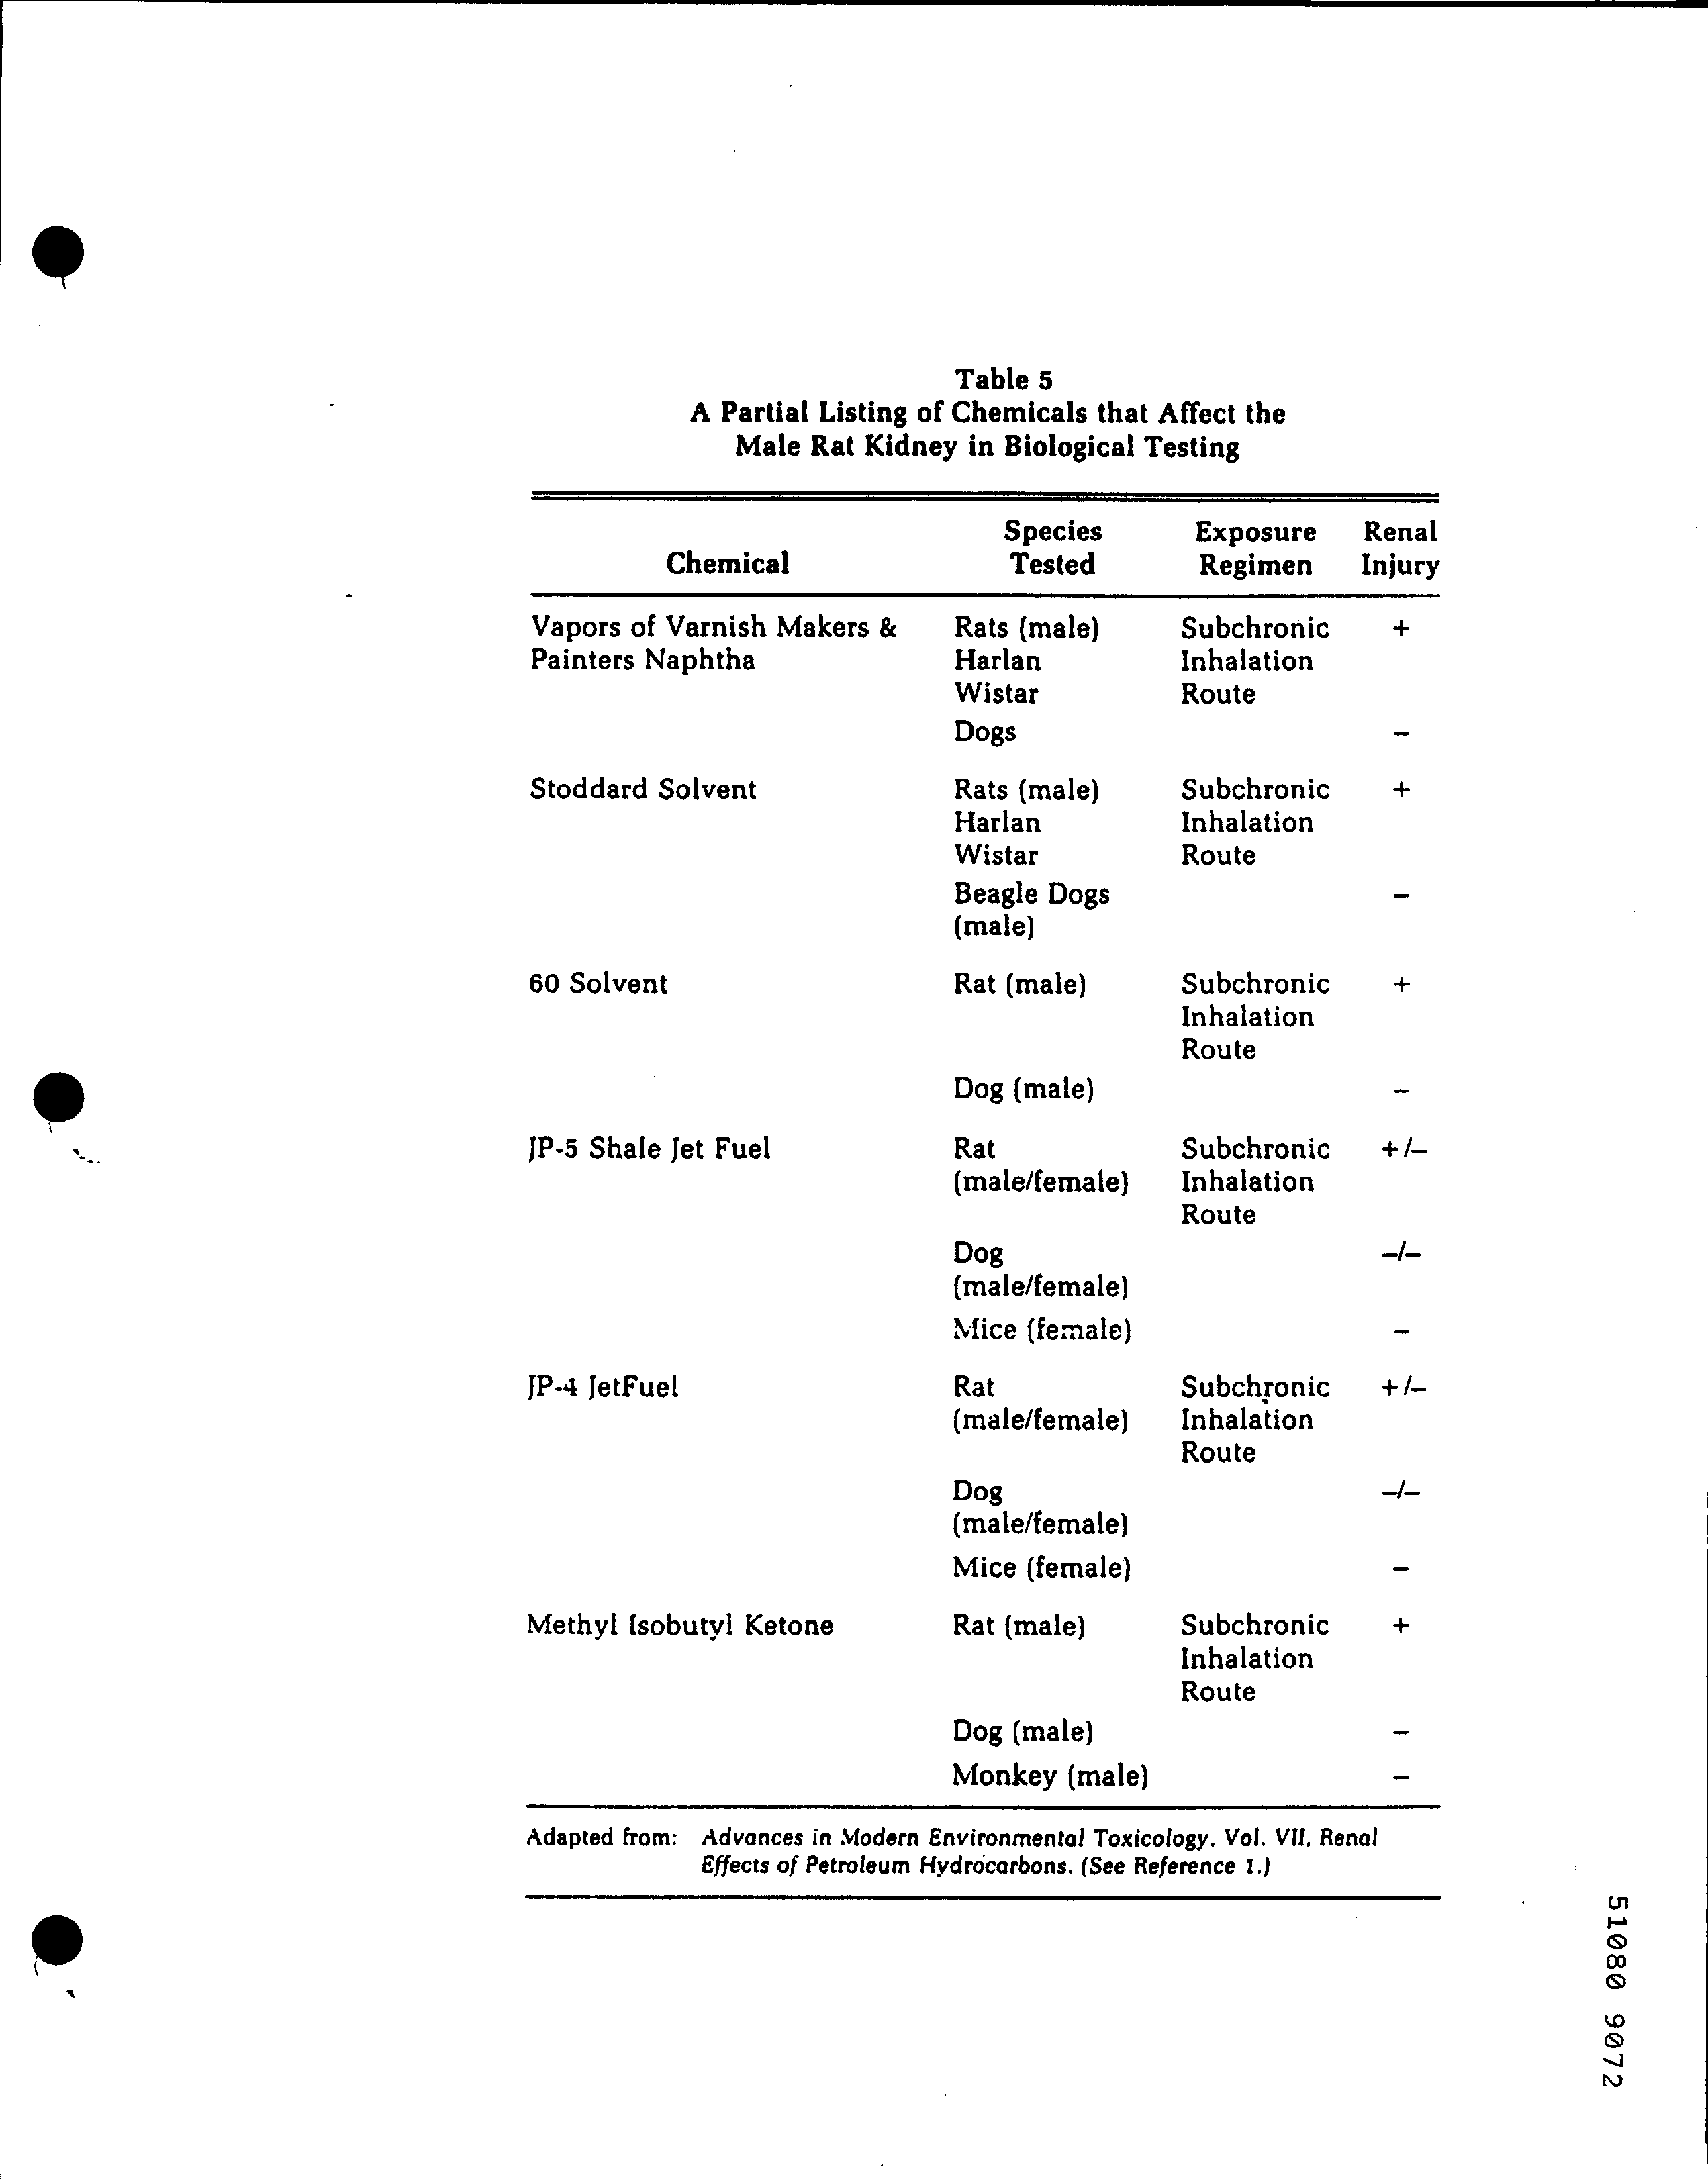 Table 5
A Partial Listing of Chemicals that Affect the
Male Rat Kidney in Biological Testing
Chemical Species Tested Exposure Regimen Renal Injury
Vapors of Varnish Makers & Rats (male) Subchronic +
Painters Naphtha Harlan Inhalation
Wistar Route
Dogs –
Stoddard Solvent Rats (male) Subchronic +
Harlan Inhalation
Wistar Route
Beagle Dogs –
(male)
60 Solvent Rat (male) Subchronic +
Inhalation
Route
Dog (male) –
JP-5 Shale Jet Fuel Rat Subchronic +/–
(male/female) Inhalation
Route
Dog –/–
(male/female)
Mice (female) –
JP-4 JetFuel Rat Subchronic +/–
(male/female) Inhalation
Route
Dog –/–
(male/female)
Mice (female) –
Methyl Isobutyl Ketone Rat (male) Subchronic +
Inhalation
Route
Dog (male) –
Monkey (male) –
Adapted from: Advances in Modern Environmental Toxicology, Vol. VII, Renal
Effects of Petroleum Hydrocarbons. (See Reference 1.)
51080 9072